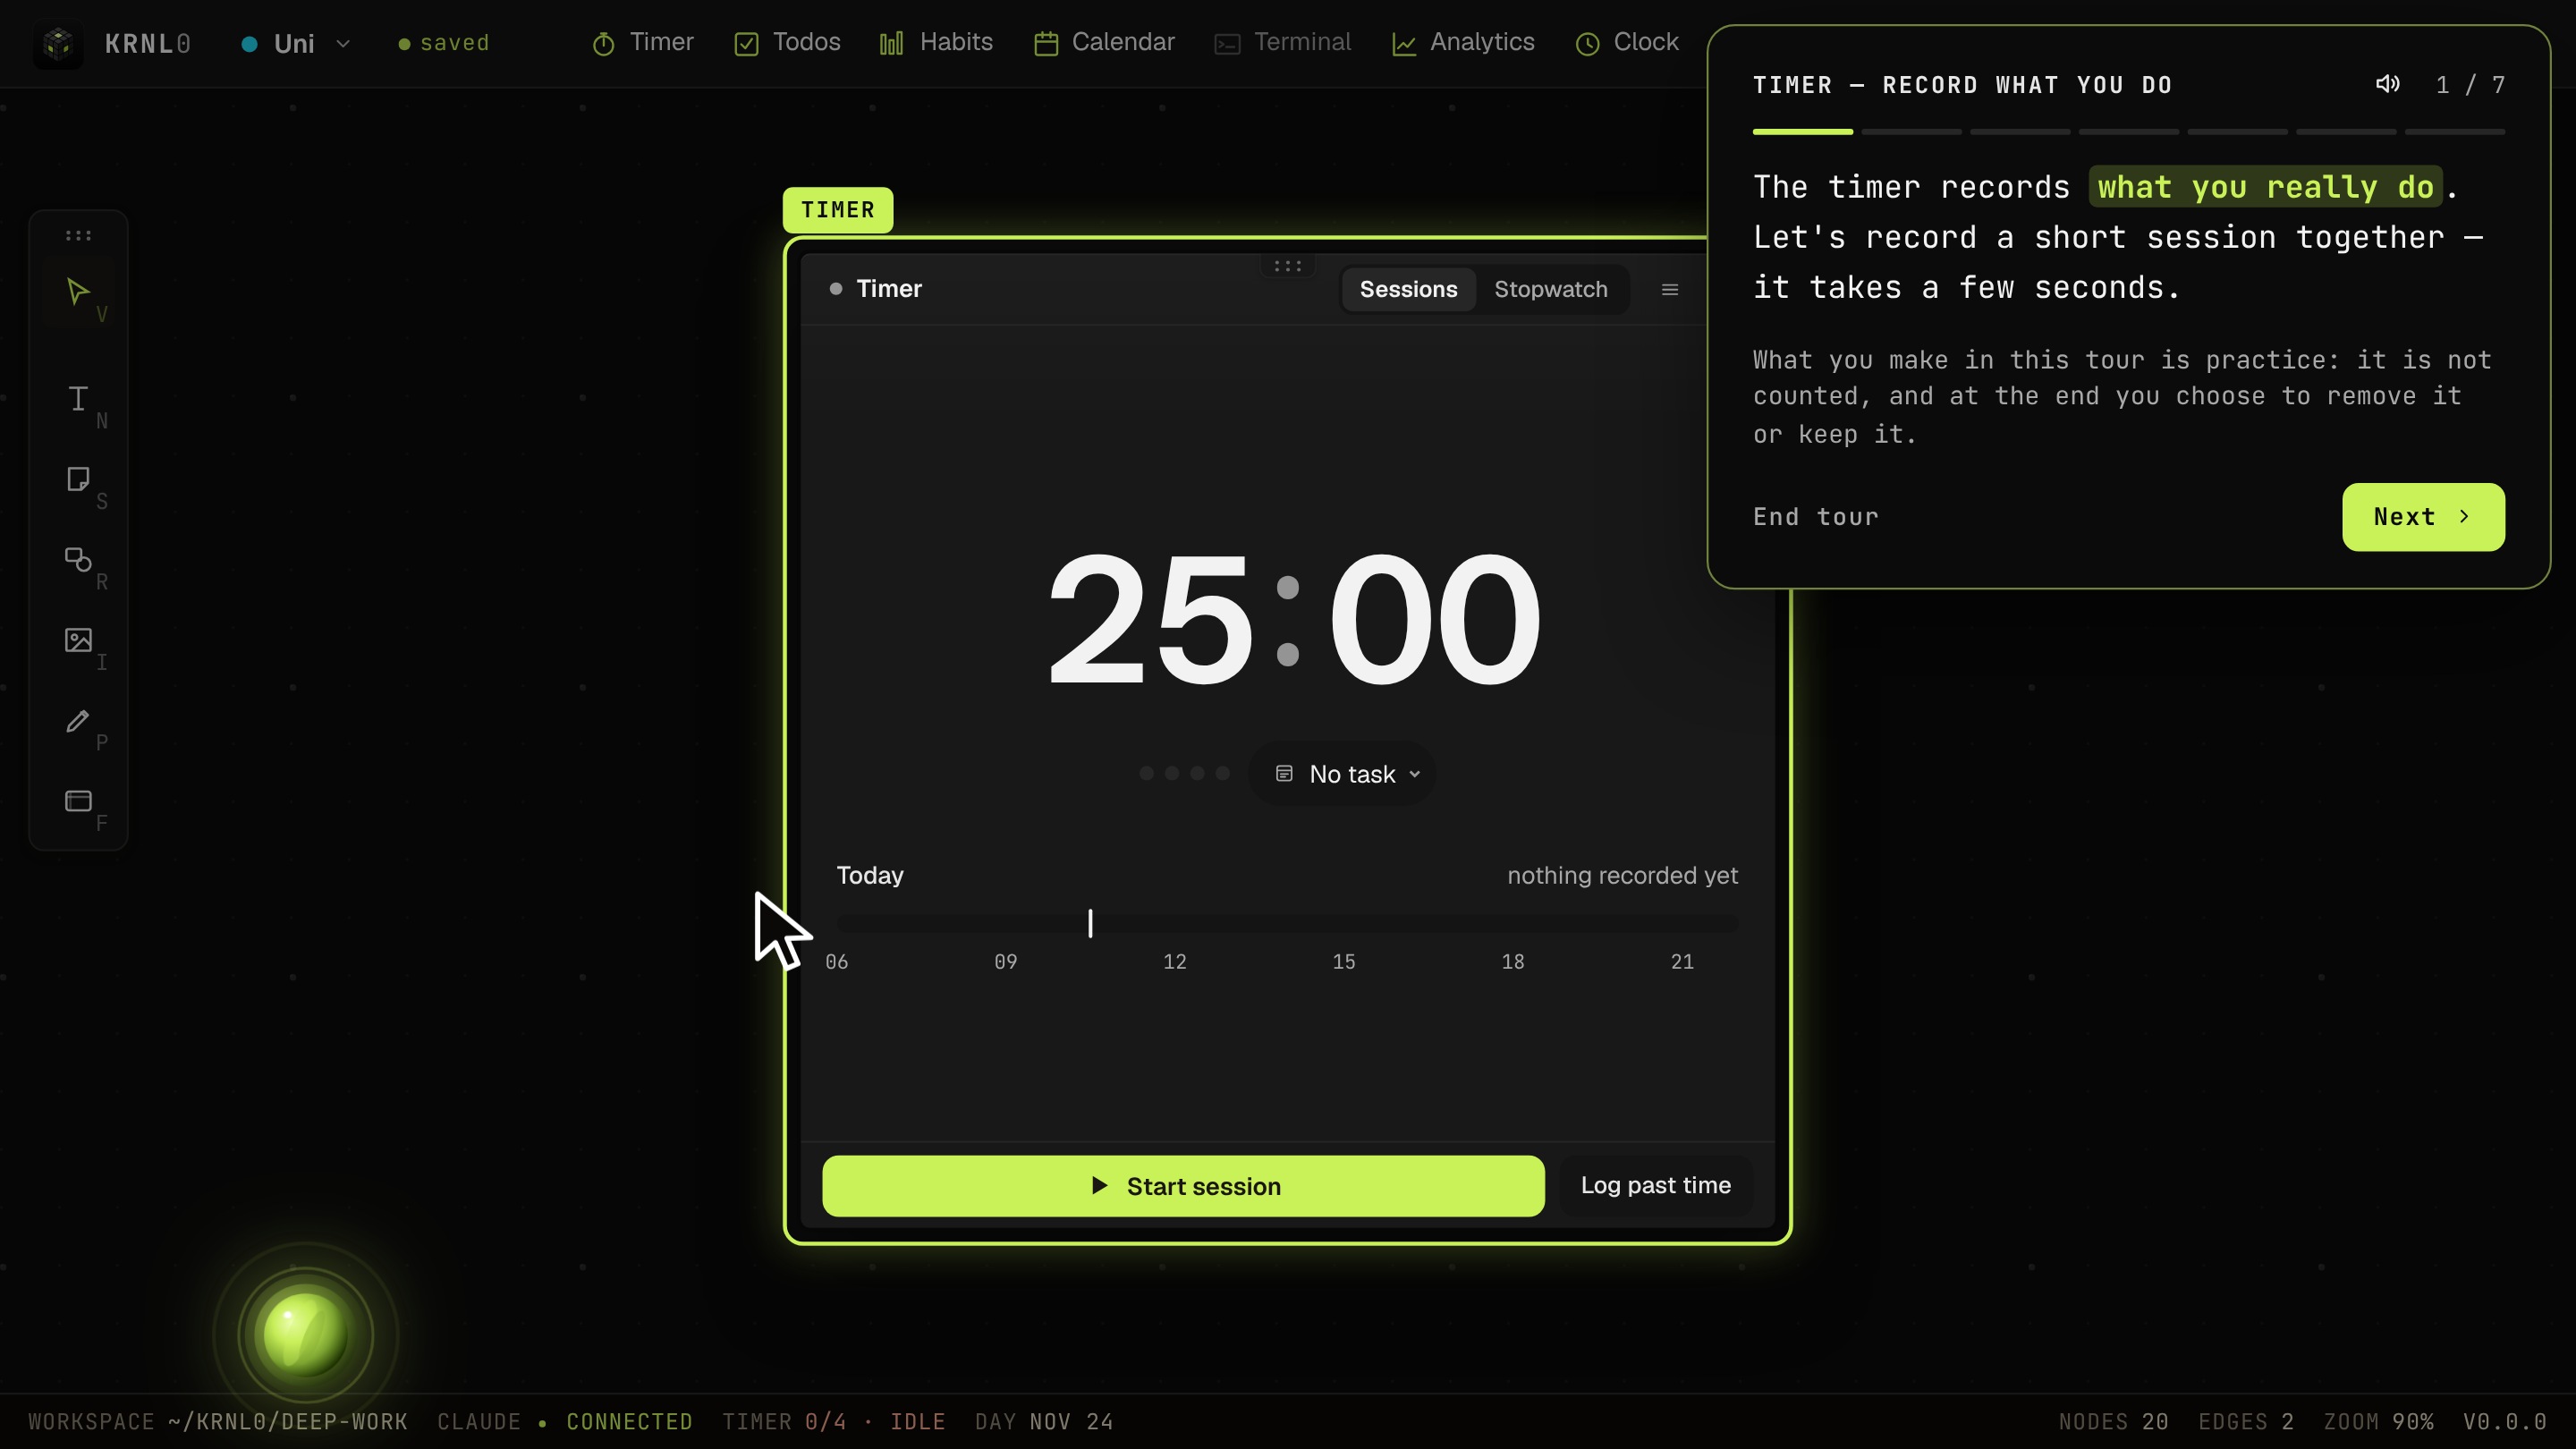 KRNL0
Uni
saved
Timer
Todos
Habits
Calendar
Terminal
Analytics
Clock
TIMER — RECORD WHAT YOU DO
1 / 7
The timer records what you really do.
Let's record a short session together —
it takes a few seconds.
What you make in this tour is practice: it is not
counted, and at the end you choose to remove it
or keep it.
End tour
Next
V
N
S
R
I
P
F
TIMER
Timer
Sessions
Stopwatch
25:00
No task
Today
nothing recorded yet
06 09 12 15 18 21
Start session
Log past time
WORKSPACE ~/KRNL0/DEEP-WORK CLAUDE • CONNECTED TIMER 0/4 · IDLE DAY NOV 24
NODES 20 EDGES 2 ZOOM 90% V0.0.0